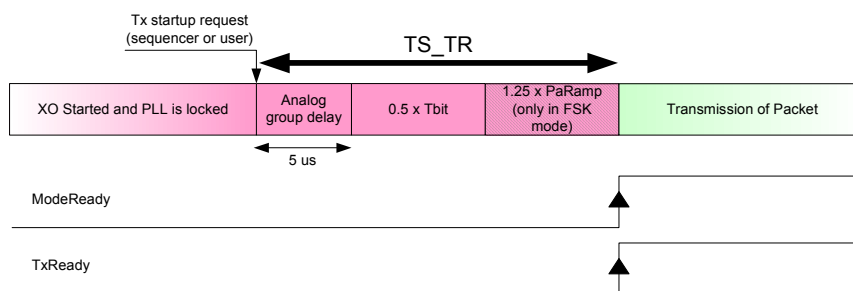 Tx startup request
(sequencer or user)
TS_TR
XO Started and PLL is locked
Analog
group delay
0.5 x Tbit
1.25 x PaRamp
(only in FSK
mode)
Transmission of Packet
5 us
ModeReady
TxReady